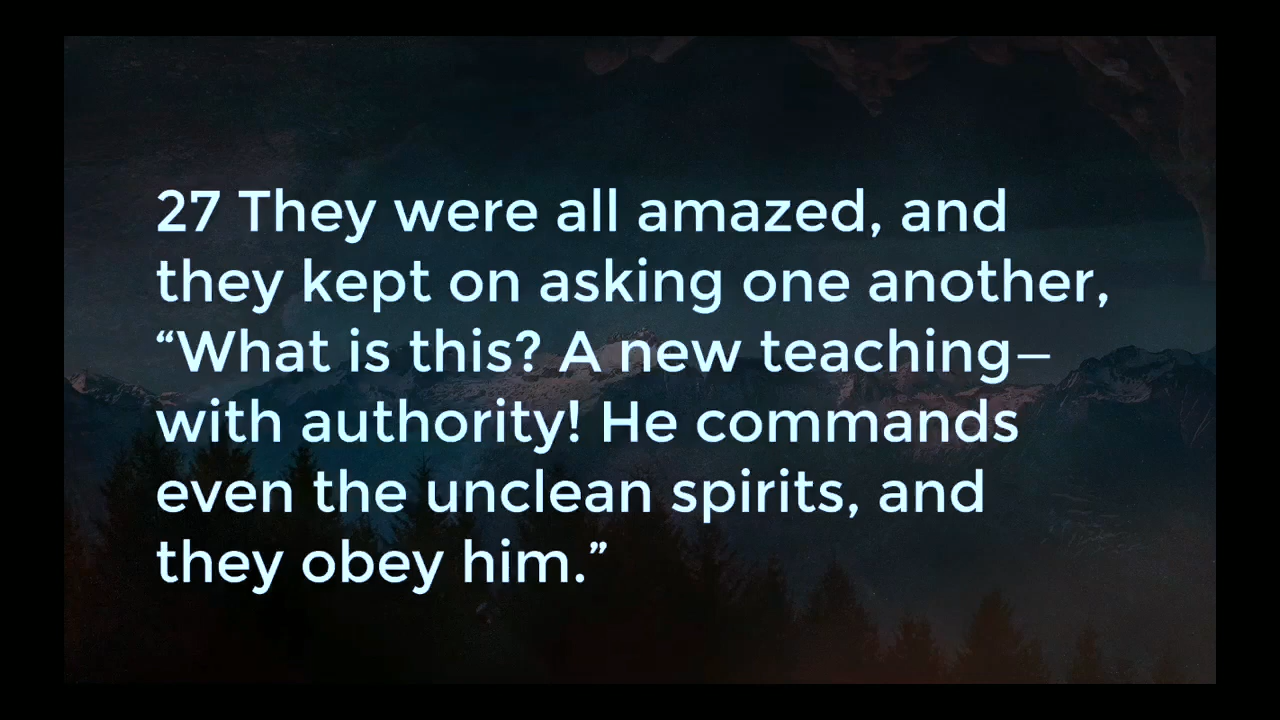 27 They were all amazed, and
they kept on asking one another,
“What is this? A new teaching—
with authority! He commands
even the unclean spirits, and
they obey him.”